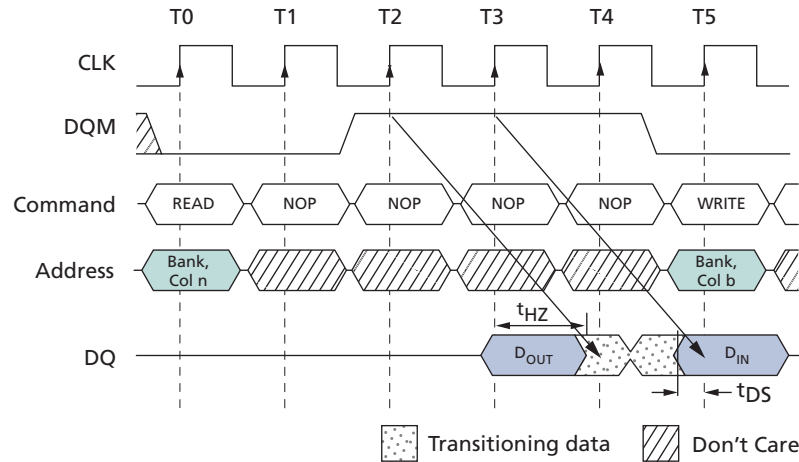 T0 T1 T2 T3 T4 T5
CLK
DQM
Command READ NOP NOP NOP NOP WRITE
Address Bank, Col n Bank, Col b
tHZ
DQ DOUT DIN
tDS
Transitioning data Don't Care